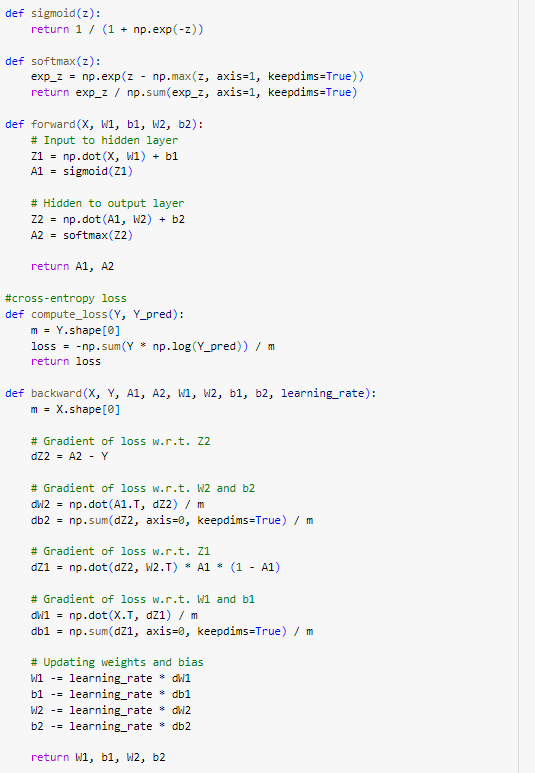 def sigmoid(z):
    return 1 / (1 + np.exp(-z))

def softmax(z):
    exp_z = np.exp(z - np.max(z, axis=1, keepdims=True))
    return exp_z / np.sum(exp_z, axis=1, keepdims=True)

def forward(X, W1, b1, W2, b2):
    # Input to hidden layer
    Z1 = np.dot(X, W1) + b1
    A1 = sigmoid(Z1)

    # Hidden to output layer
    Z2 = np.dot(A1, W2) + b2
    A2 = softmax(Z2)

    return A1, A2

#cross-entropy loss
def compute_loss(Y, Y_pred):
    m = Y.shape[0]
    loss = -np.sum(Y * np.log(Y_pred)) / m
    return loss

def backward(X, Y, A1, A2, W1, W2, b1, b2, learning_rate):
    m = X.shape[0]

    # Gradient of loss w.r.t. Z2
    dZ2 = A2 - Y

    # Gradient of loss w.r.t. W2 and b2
    dW2 = np.dot(A1.T, dZ2) / m
    db2 = np.sum(dZ2, axis=0, keepdims=True) / m

    # Gradient of loss w.r.t. Z1
    dZ1 = np.dot(dZ2, W2.T) * A1 * (1 - A1)

    # Gradient of loss w.r.t. W1 and b1
    dW1 = np.dot(X.T, dZ1) / m
    db1 = np.sum(dZ1, axis=0, keepdims=True) / m

    # Updating weights and bias
    W1 -= learning_rate * dW1
    b1 -= learning_rate * db1
    W2 -= learning_rate * dW2
    b2 -= learning_rate * db2

    return W1, b1, W2, b2